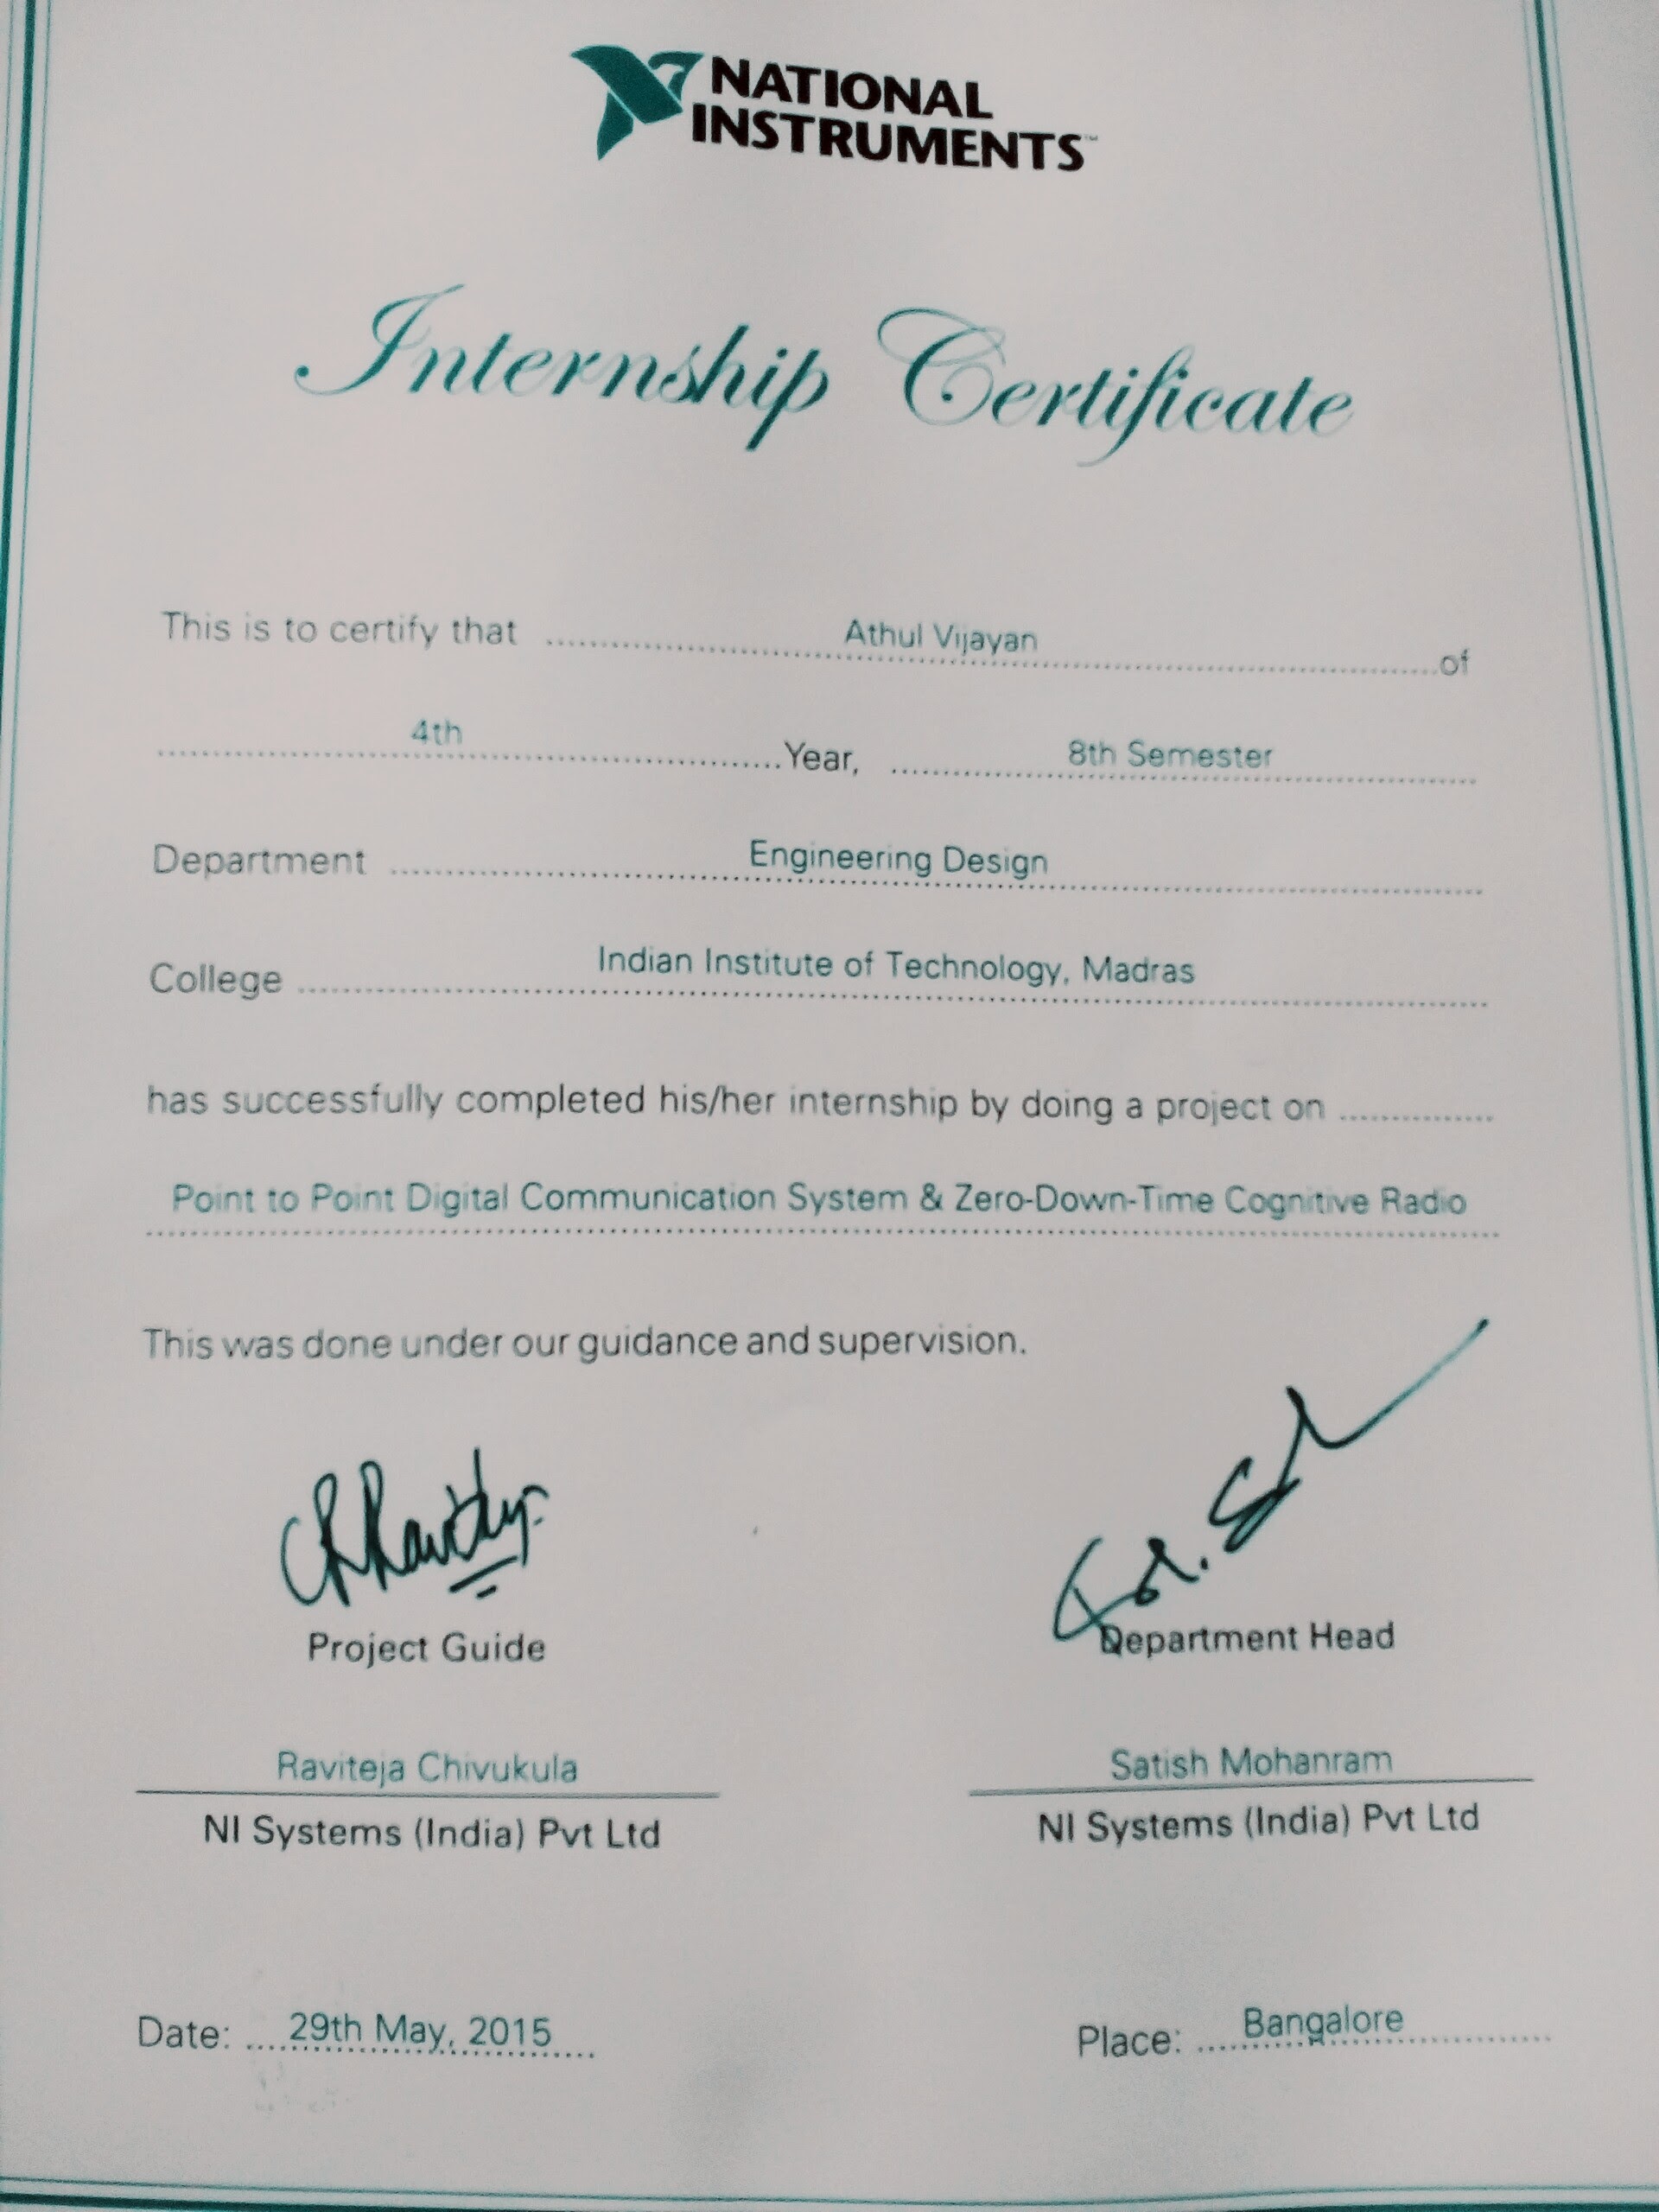 NATIONAL
INSTRUMENTS™
Internship Certificate
This is to certify that ........ Athul Vijayan ........ of
........ 4th ........ Year, ........ 8th Semester ........
Department ........ Engineering Design ........
College ........ Indian Institute of Technology, Madras ........
has successfully completed his/her internship by doing a project on ........
Point to Point Digital Communication System & Zero-Down-Time Cognitive Radio
This was done under our guidance and supervision.
Project Guide Department Head
Raviteja Chivukula Satish Mohanram
NI Systems (India) Pvt Ltd NI Systems (India) Pvt Ltd
Date: ... 29th May, 2015 ... Place: ... Bangalore ........